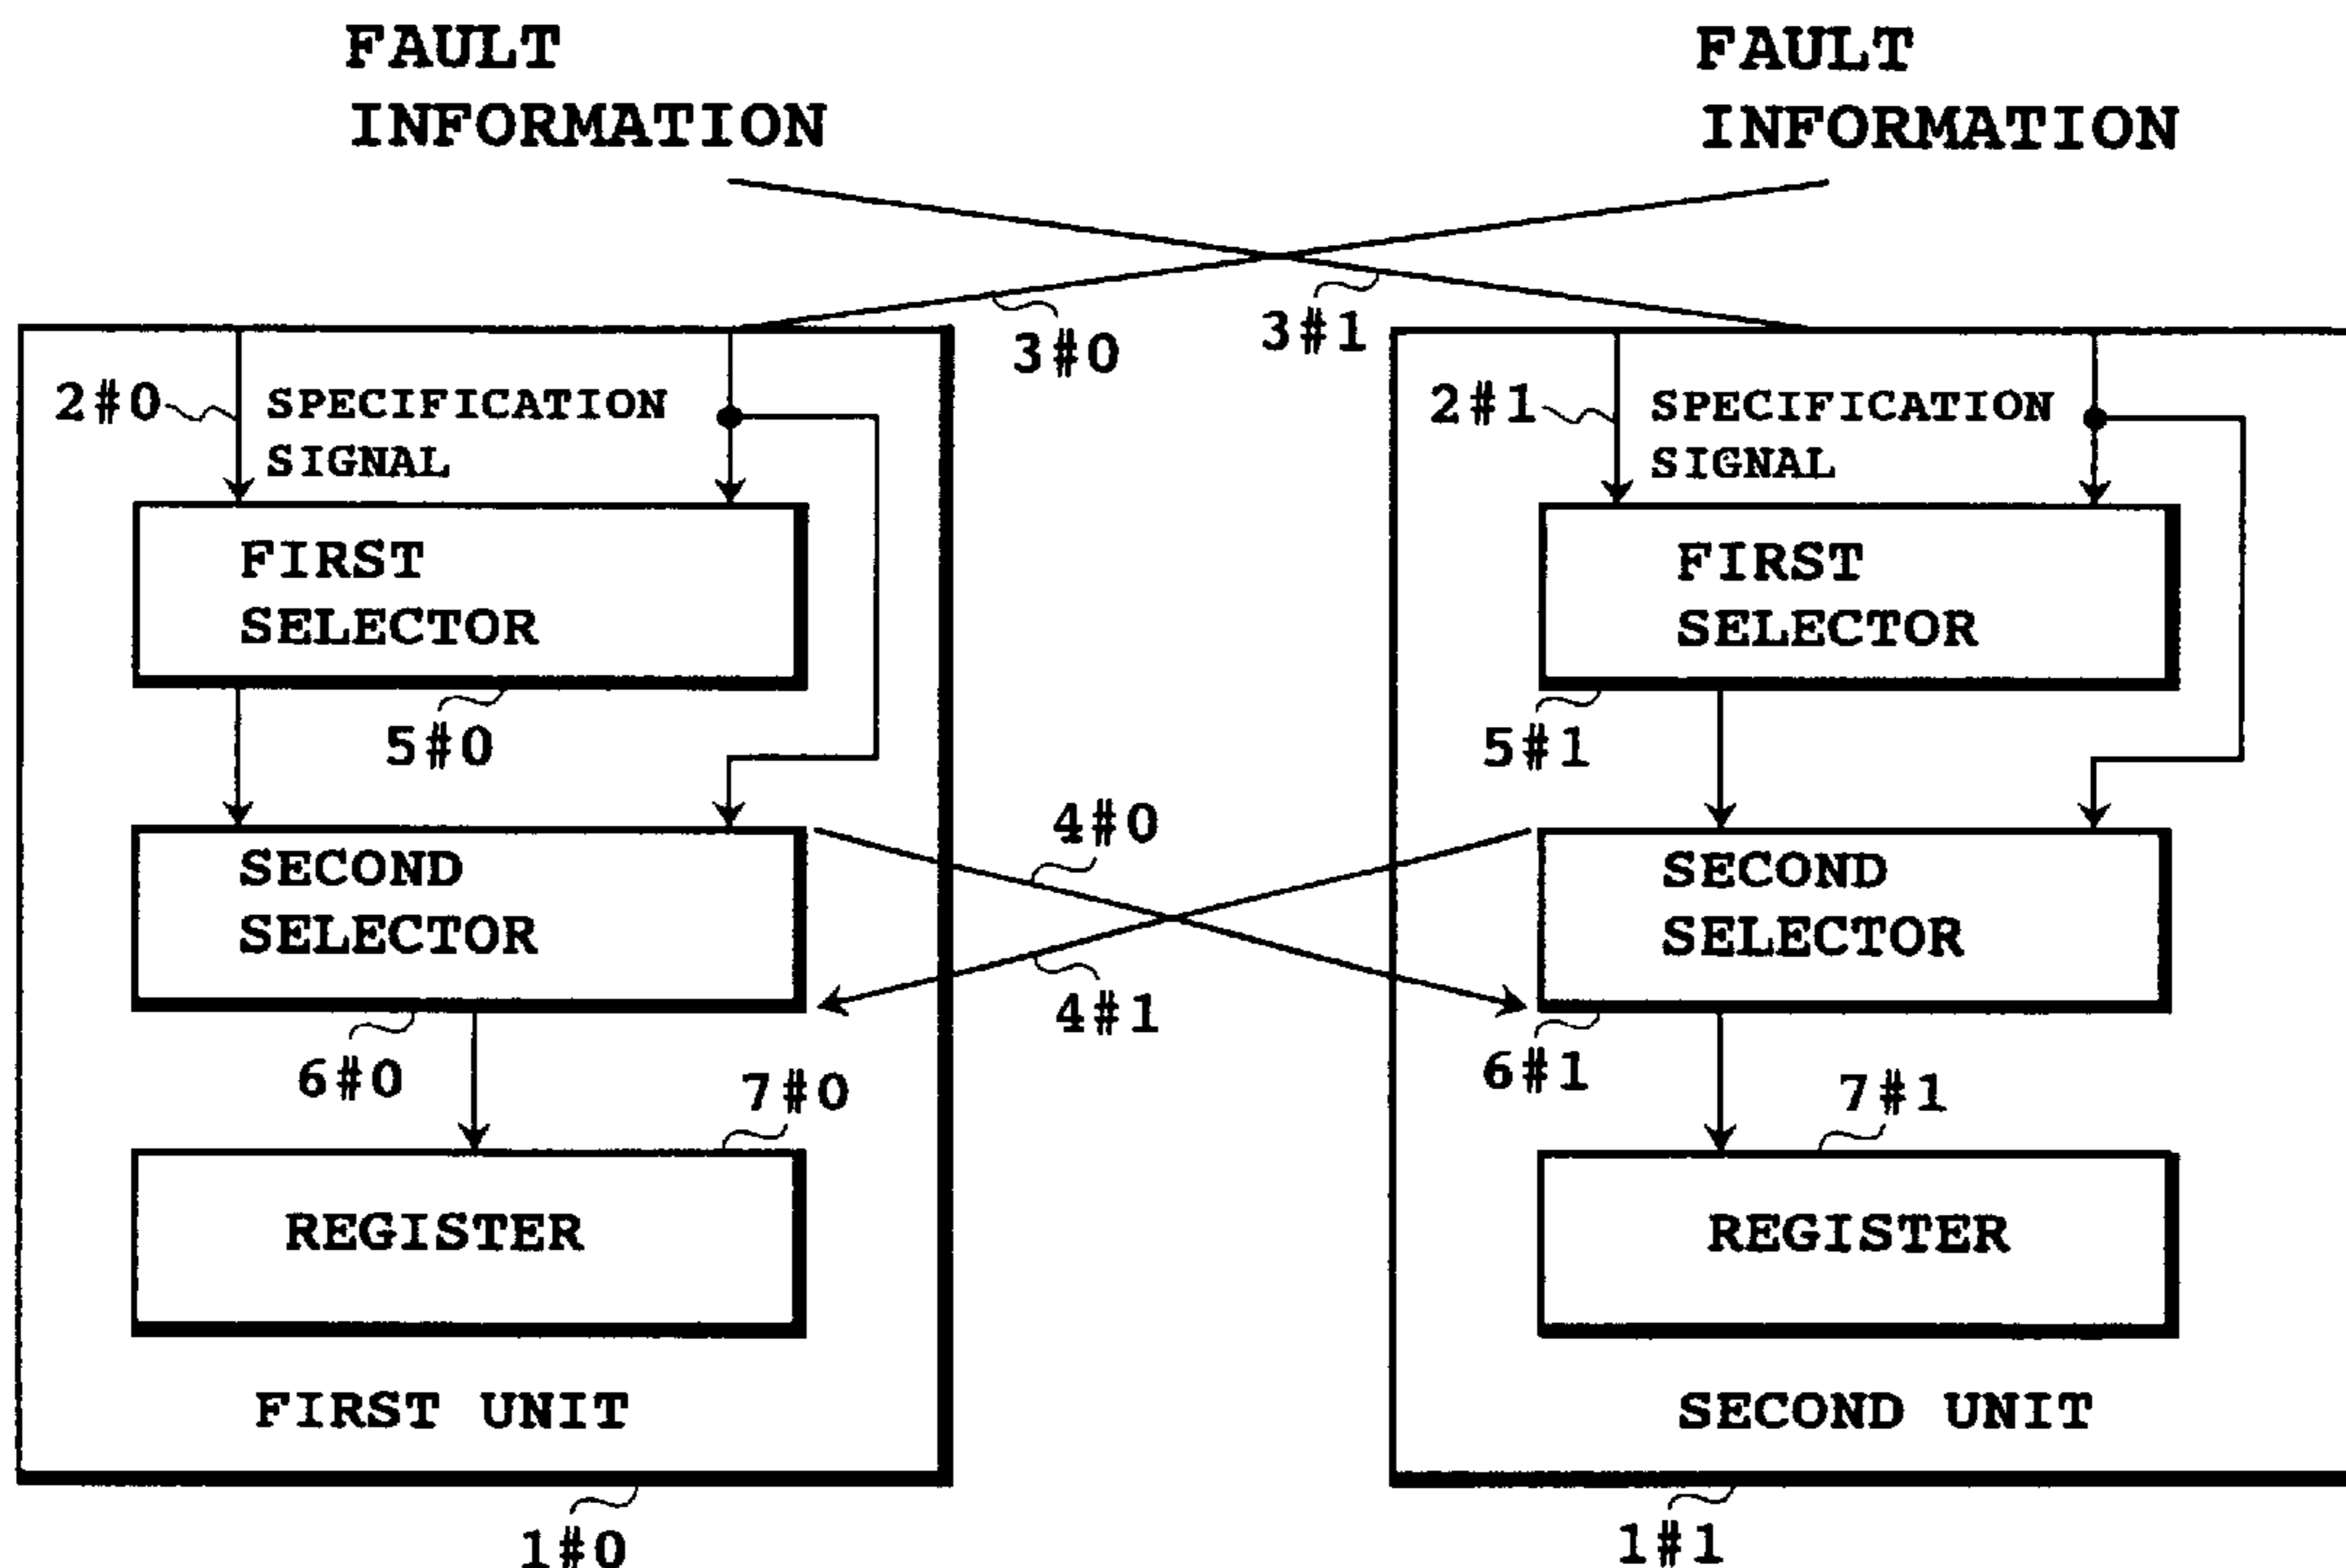 FAULT
INFORMATION
FAULT
INFORMATION
3#0
3#1
2#0
SPECIFICATION
SIGNAL
FIRST
SELECTOR
5#0
SECOND
SELECTOR
6#0
7#0
REGISTER
FIRST UNIT
1#0
4#0
4#1
2#1
SPECIFICATION
SIGNAL
FIRST
SELECTOR
5#1
SECOND
SELECTOR
6#1
7#1
REGISTER
SECOND UNIT
1#1